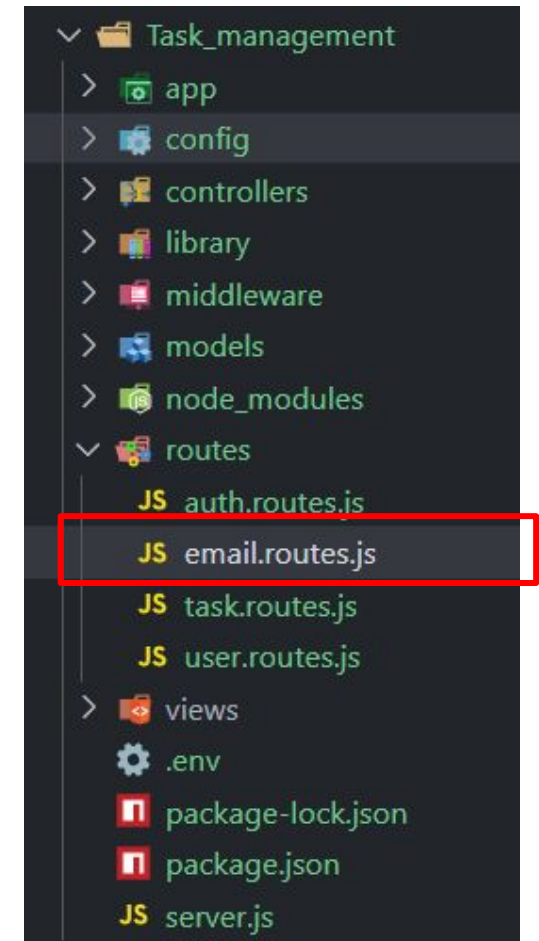 Task_management
app
config
controllers
library
middleware
models
node_modules
routes
JS auth.routes.js
JS email.routes.js
JS task.routes.js
JS user.routes.js
views
.env
package-lock.json
package.json
JS server.js